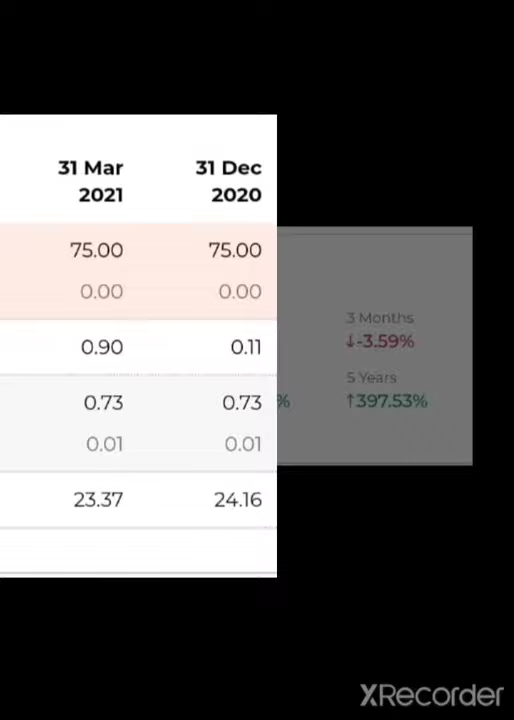 31 Mar 2021
31 Dec 2020
75.00 75.00
0.00 0.00
0.90 0.11
0.73 0.73
0.01 0.01
23.37 24.16
3 Months
↓-3.59%
5 Years
% ↑397.53%
XRecorder